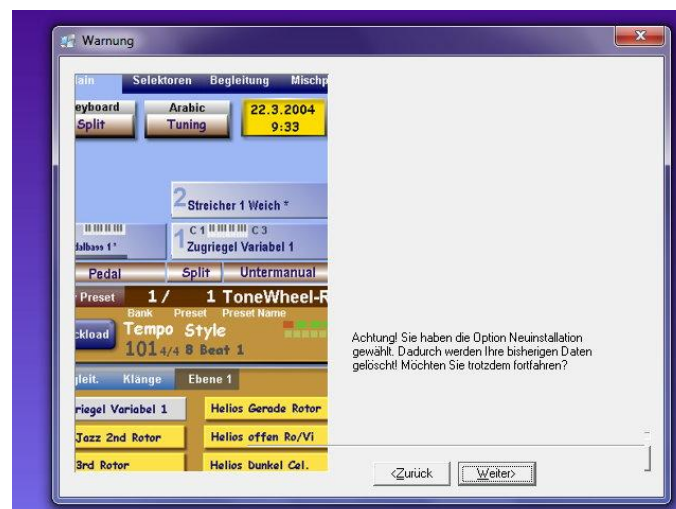 Warnung
x
ain Selektoren Begleitung Mischp
eyboard Arabic 22.3.2004
Split Tuning 9:33
2 Streicher 1 Weich *
C 1 C 3
dalbass 1* 1 Zugriegel Variabel 1
Pedal Split Untermanual
Preset 1/ 1 ToneWheel-R
Bank Preset Preset Name
ckload Tempo Style
101 4/4 8 Beat 1
gleit. Klänge Ebene 1
riegel Variabel 1 Helios Gerade Rotor
Jazz 2nd Rotor Helios offen Ro/Vi
3rd Rotor Helios Dunkel Cel.
Achtung! Sie haben die Option Neuinstallation
gewählt. Dadurch werden Ihre bisherigen Daten
gelöscht! Möchten Sie trotzdem fortfahren?
<Zurück Weiter>